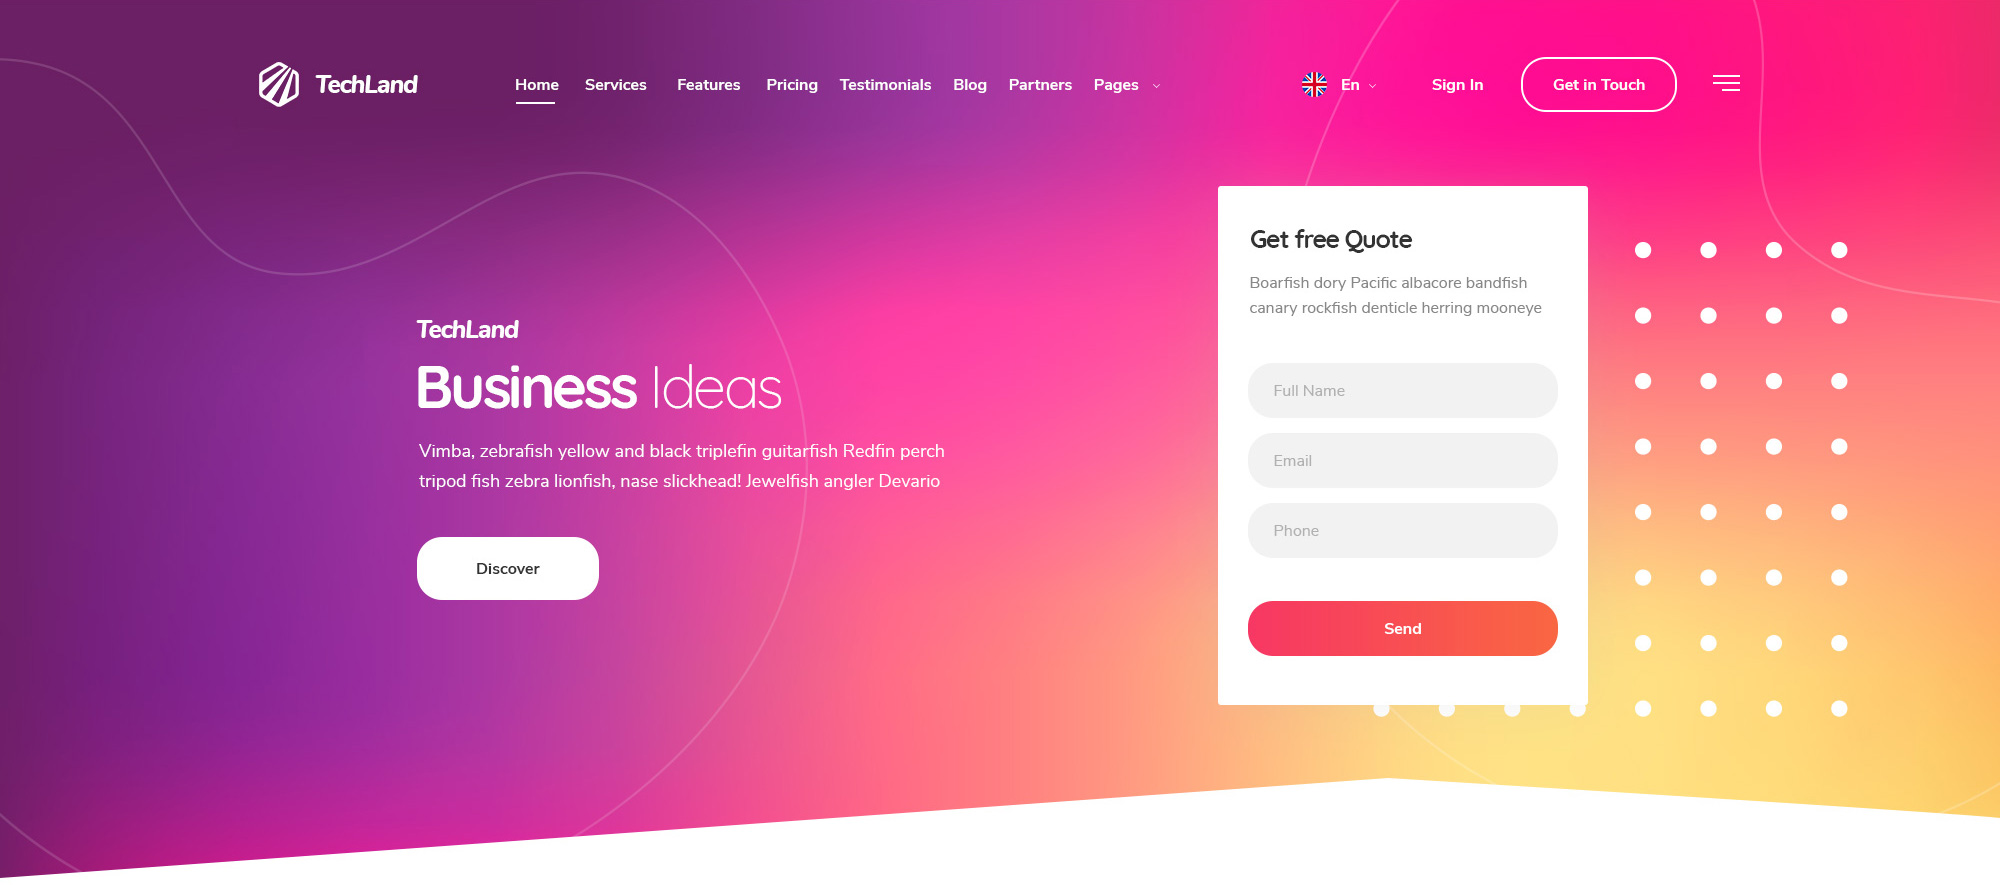 TechLand
Home Services Features Pricing Testimonials Blog Partners Pages
En Sign In Get in Touch
TechLand
Business Ideas
Vimba, zebrafish yellow and black triplefin guitarfish Redfin perch
tripod fish zebra lionfish, nase slickhead! Jewelfish angler Devario
Discover
Get free Quote
Boarfish dory Pacific albacore bandfish
canary rockfish denticle herring mooneye
Full Name
Email
Phone
Send